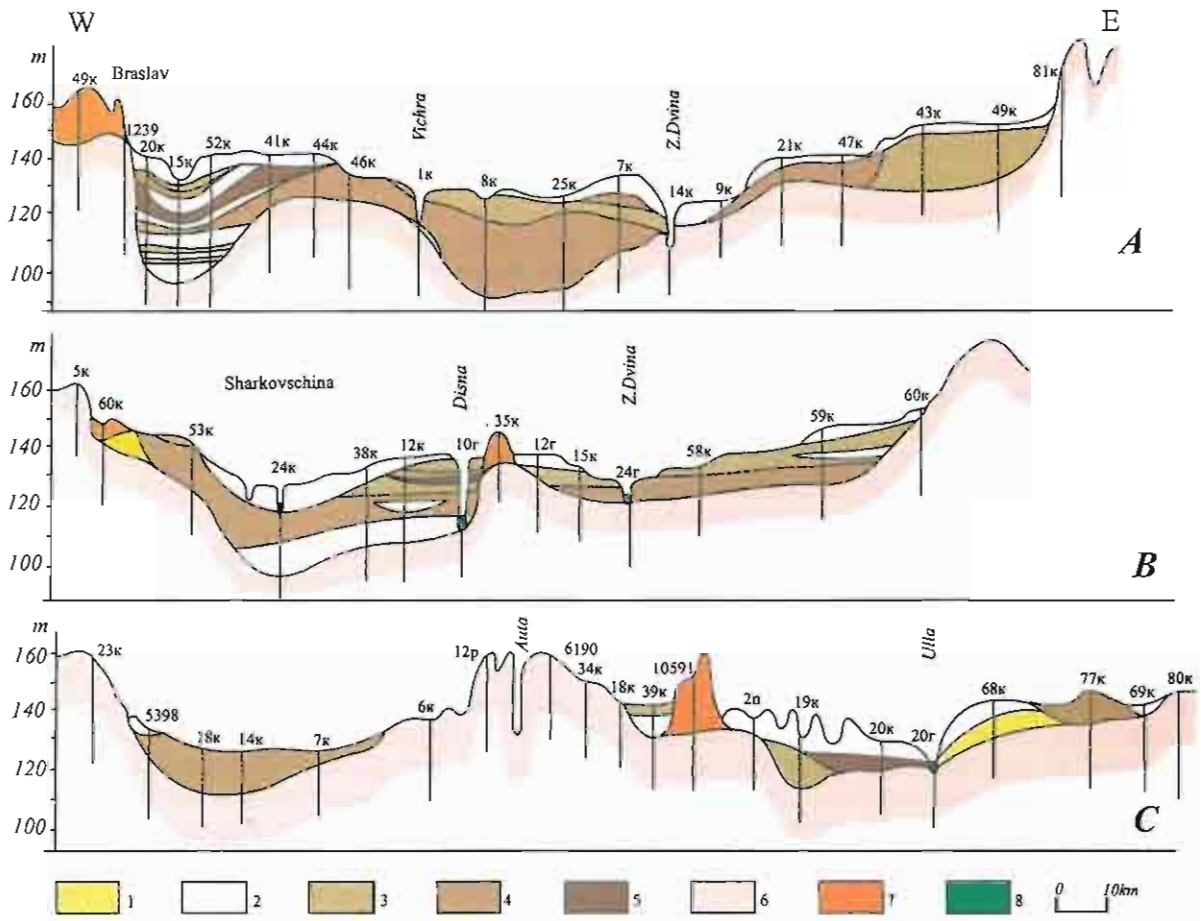 W E
m
Braslav
Vichra
Z.Dvina
49к
81к
160
1239
20к
15к
52к
41к
44к
46к
1к
8к
25к
7к
14к
9к
21к
47к
43к
49к
140
120
100
A
m
Sharkovschina
Disna
Z.Dvina
5к
60к
53к
24к
38к
12к
10г
35к
12г
15к
24г
58к
59к
60к
160
140
120
100
B
m
Auta
Ulla
23к
5398
18к
14к
7к
6к
12р
6190
34к
18к
39к
10591
2п
19к
20к
20г
68к
77к
69к
80к
160
140
120
100
C
1 2 3 4 5 6 7 8 0 10km